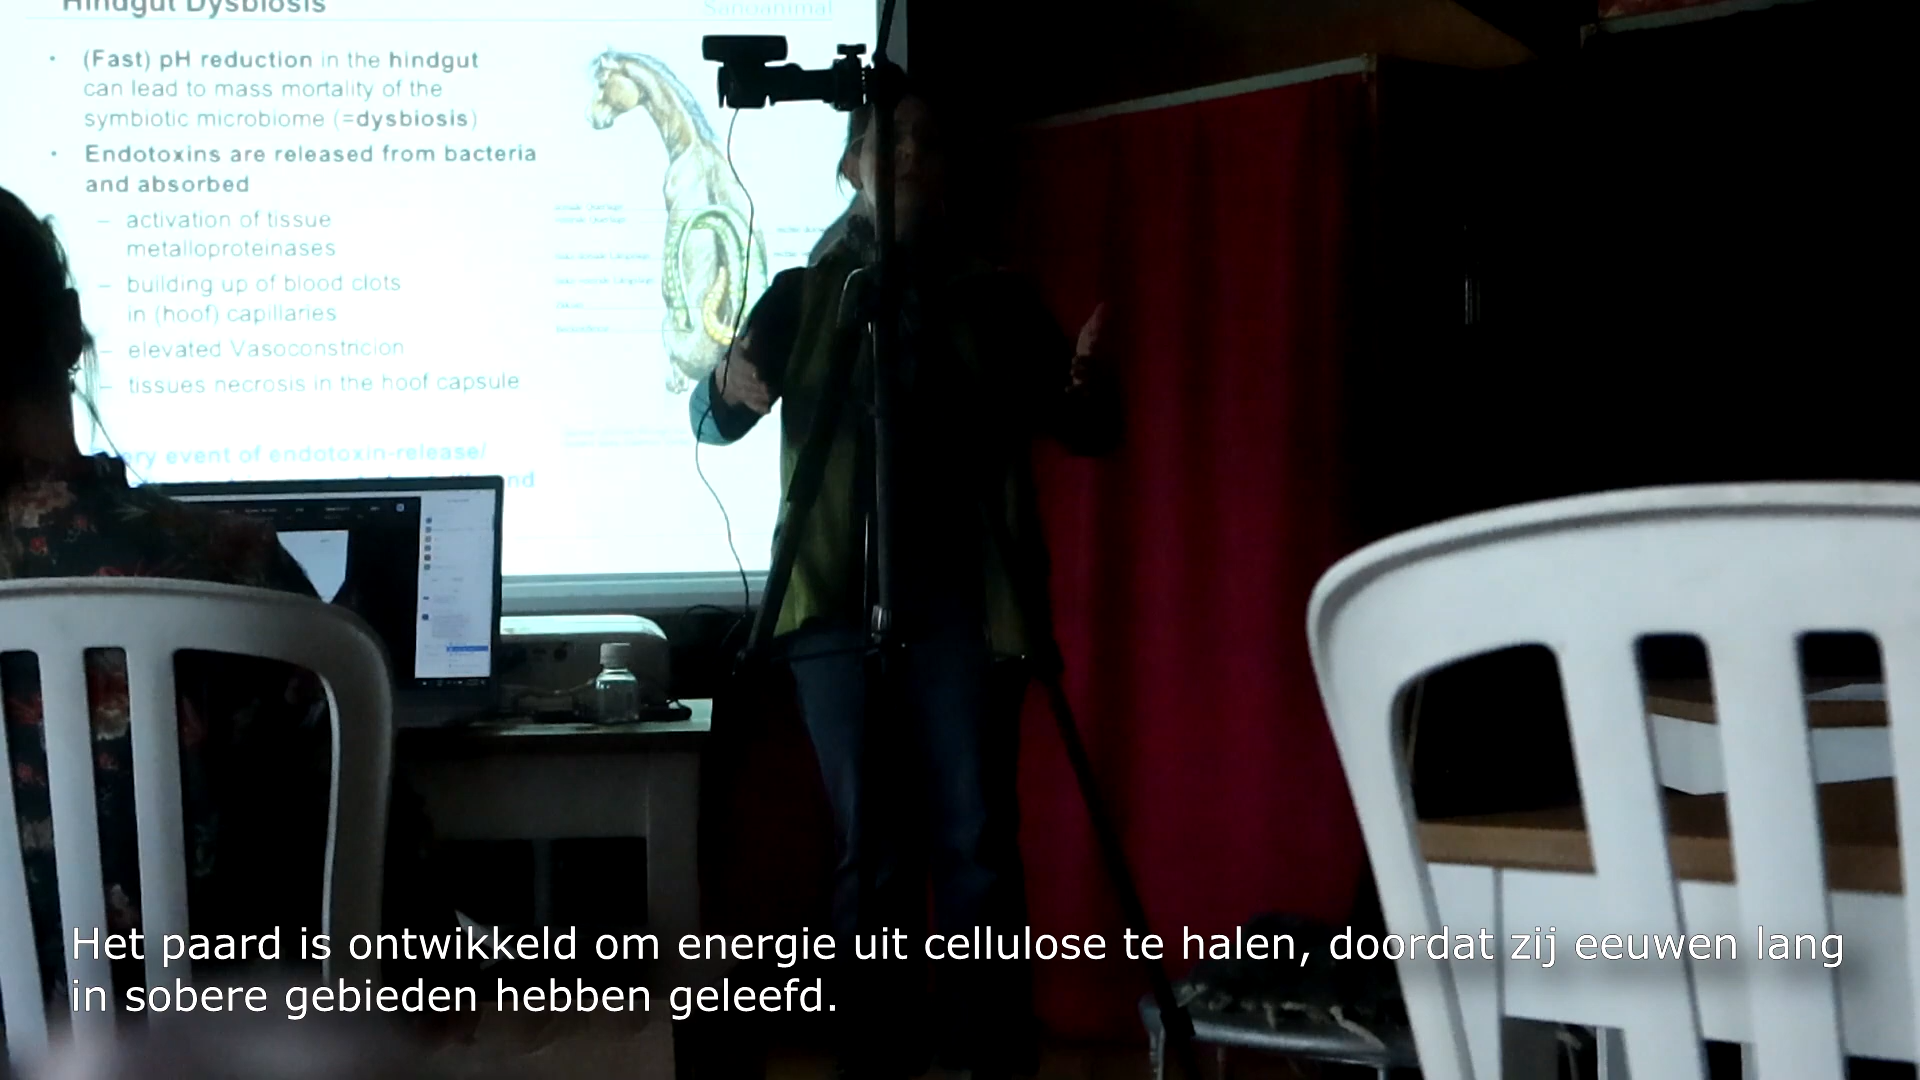 Hindgut Dysbiosis
Sanoanimal
• (Fast) pH reduction in the hindgut
can lead to mass mortality of the
symbiotic microbiome (=dysbiosis)
• Endotoxins are released from bacteria
and absorbed
– activation of tissue
metalloproteinases
– building up of blood clots
in (hoof) capillaries
– elevated Vasoconstricion
– tissues necrosis in the hoof capsule
event of endotoxin-release/
Het paard is ontwikkeld om energie uit cellulose te halen, doordat zij eeuwen lang
in sobere gebieden hebben geleefd.